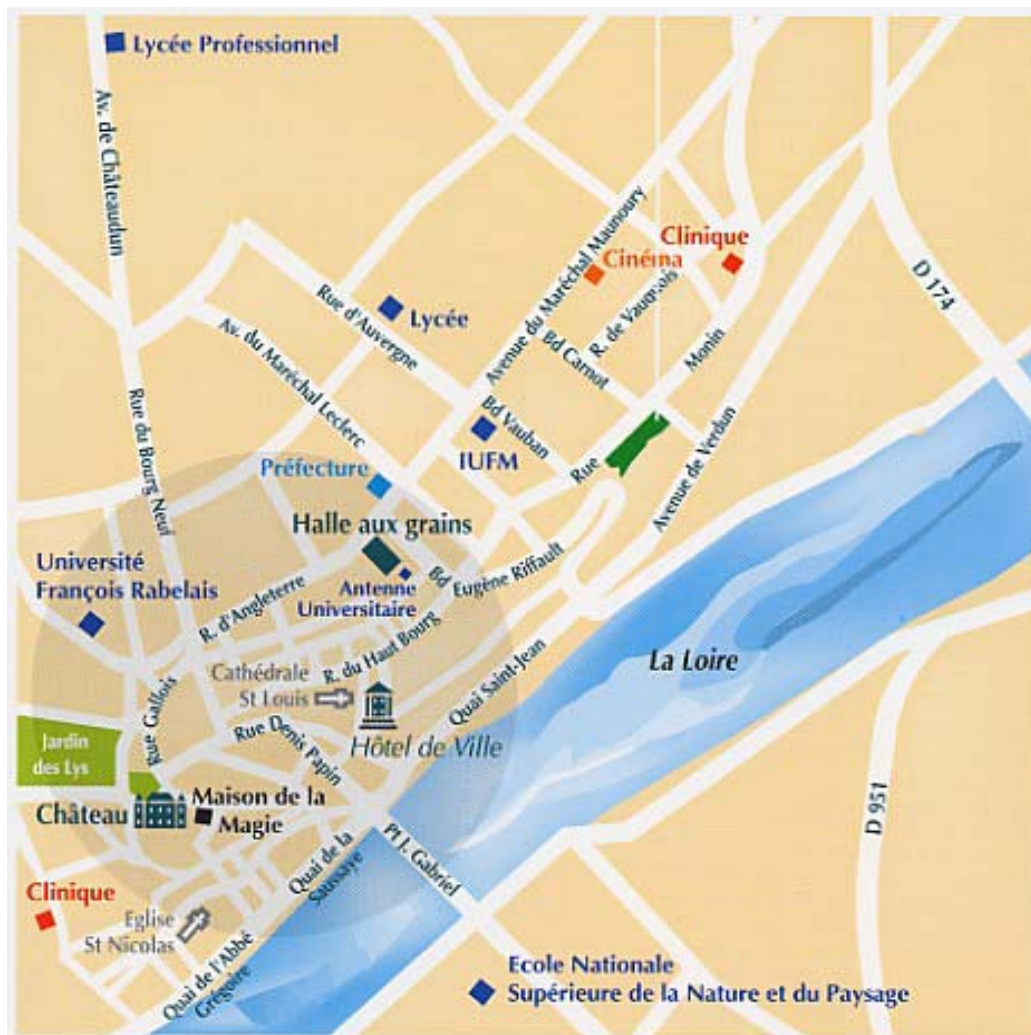 Lycée Professionnel
Av. de Châteaudun
Avenue du Maréchal Maunoury
Clinique
Cinéma
R. de Vauquois
D 174
Rue d'Auvergne
Lycée
Av. du Maréchal Leclerc
Bd Carnot
Monin
Rue du Bourg Neuf
Bd Vauban
IUFM
Rue
Avenue de Verdun
Préfecture
Halle aux grains
Université
François Rabelais
R. d'Angleterre
Antenne
Universitaire
Bd Eugène Riffault
R. du Haut Bourg
Cathédrale
St Louis
Quai Saint-Jean
La Loire
Rue Gallois
Rue Denis Papin
Hôtel de Ville
Jardin
des Lys
Château
Maison de la
Magie
Pt J. Gabriel
D 951
Quai de la
Saussaye
Clinique
Eglise
St Nicolas
Quai de l'Abbé
Grégoire
Ecole Nationale
Supérieure de la Nature et du Paysage